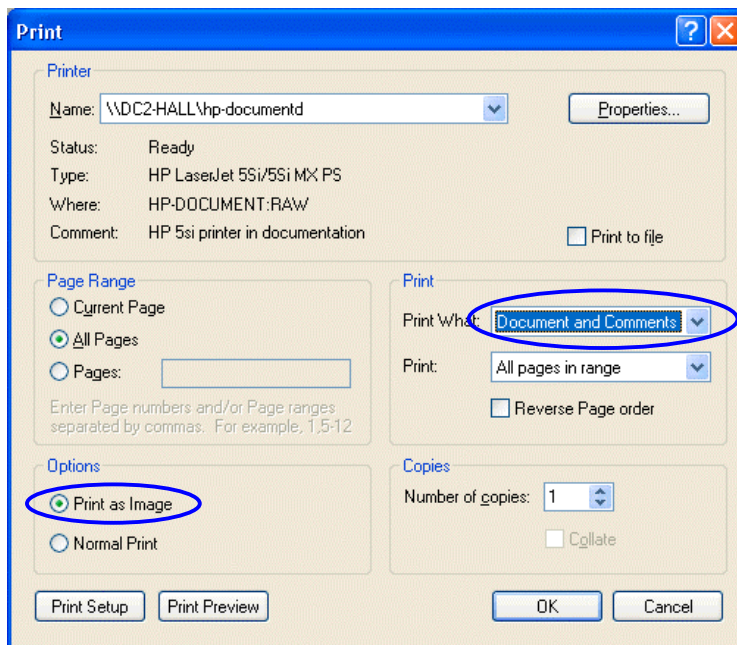 Print
Printer
Name: \\DC2-HALL\hp-documentd
Properties...
Status: Ready
Type: HP LaserJet 5Si/5Si MX PS
Where: HP-DOCUMENT:RAW
Comment: HP 5si printer in documentation
Print to file
Page Range
Current Page
All Pages
Pages:
Enter Page numbers and/or Page ranges
separated by commas. For example, 1,5-12
Print
Print What: Document and Comments
Print: All pages in range
Reverse Page order
Options
Print as Image
Normal Print
Copies
Number of copies: 1
Collate
Print Setup Print Preview OK Cancel